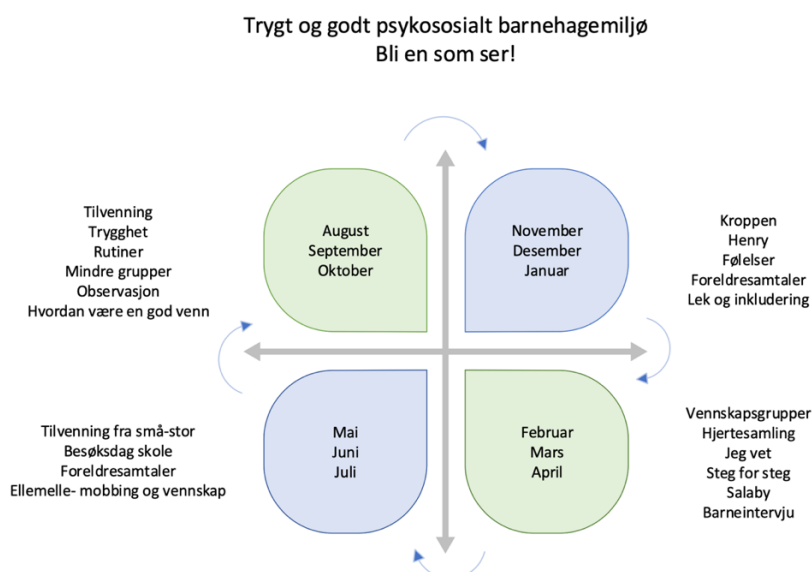 Trygt og godt psykososialt barnehagemiljø
Bli en som ser!
Tilvenning
Trygghet
Rutiner
Mindre grupper
Observasjon
Hvordan være en god venn
August
September
Oktober
November
Desember
Januar
Kroppen
Henry
Følelser
Foreldresamtaler
Lek og inkludering
Tilvenning fra små-stor
Besøksdag skole
Foreldresamtaler
Ellemelle- mobbing og vennskap
Mai
Juni
Juli
Februar
Mars
April
Vennskapsgrupper
Hjertesamling
Jeg vet
Steg for steg
Salaby
Barneintervju